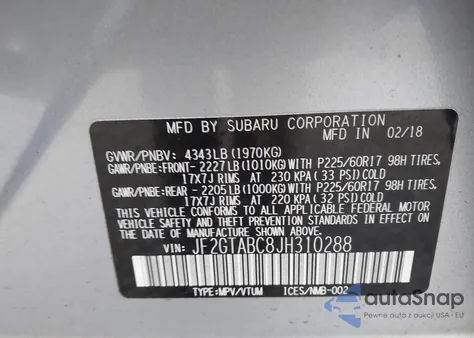 MFD BY SUBARU CORPORATION
MFD IN 02/18
GVWR/PNBV: 4343LB(1970KG)
GAWR/PNBE:FRONT- 2227LB(1010KG)WITH P225/60R17 98H TIRES,
17X7J RIMS AT 230 KPA(33 PSI)COLD
GAWR/PNBE:REAR - 2205LB(1000KG)WITH P225/60R17 98H TIRES,
17X7J RIMS AT 220 KPA(32 PSI)COLD
THIS VEHICLE CONFORMS TO ALL APPLICABLE FEDERAL MOTOR
VEHICLE SAFETY AND THEFT PREVENTION STANDARDS IN
EFFECT ON THE DATE OF MANUFACTURE SHOWN ABOVE.
VIN: JF2GTABC8JH310288
TYPE:MPV/VTUM ICES/NMB-002
autoSnap
Pewne auta z USA • EU